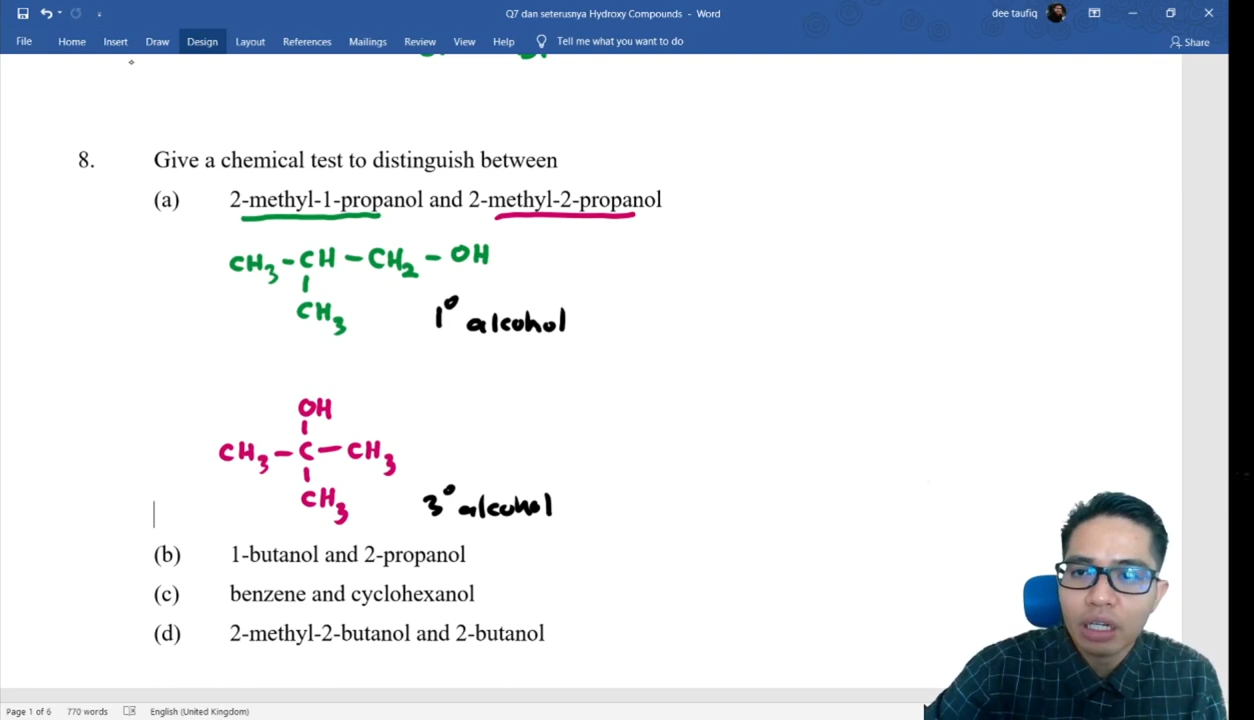 Q7 dan seterusnya Hydroxy Compounds - Word
dee taufiq
File Home Insert Draw Design Layout References Mailings Review View Help Tell me what you want to do
Share
8. Give a chemical test to distinguish between
(a) 2-methyl-1-propanol and 2-methyl-2-propanol
CH3-CH-CH2-OH
CH3
1° alcohol
OH
CH3-C-CH3
CH3
3° alcohol
(b) 1-butanol and 2-propanol
(c) benzene and cyclohexanol
(d) 2-methyl-2-butanol and 2-butanol
Page 1 of 6 770 words English (United Kingdom)